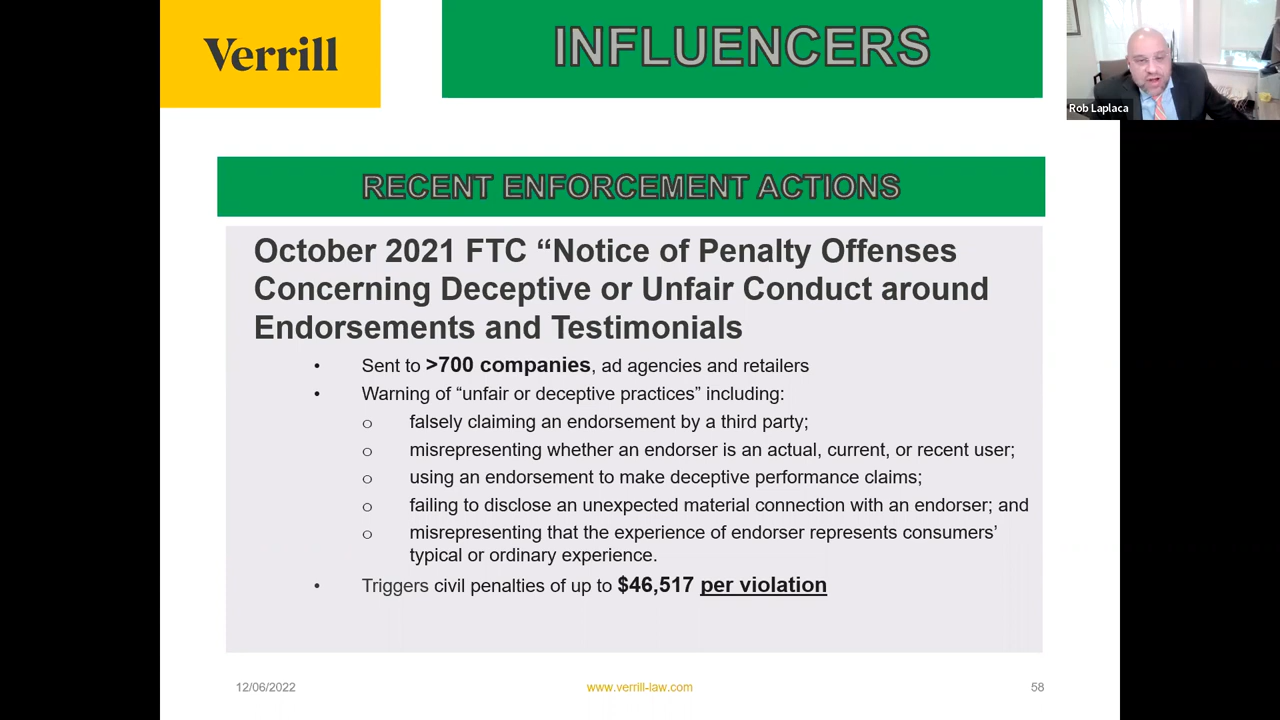 Verrill
INFLUENCERS
Rob Laplaca
RECENT ENFORCEMENT ACTIONS
October 2021 FTC “Notice of Penalty Offenses
Concerning Deceptive or Unfair Conduct around
Endorsements and Testimonials
• Sent to >700 companies, ad agencies and retailers
• Warning of “unfair or deceptive practices” including:
o falsely claiming an endorsement by a third party;
o misrepresenting whether an endorser is an actual, current, or recent user;
o using an endorsement to make deceptive performance claims;
o failing to disclose an unexpected material connection with an endorser; and
o misrepresenting that the experience of endorser represents consumers’
typical or ordinary experience.
• Triggers civil penalties of up to $46,517 per violation
12/06/2022 www.verrill-law.com 58